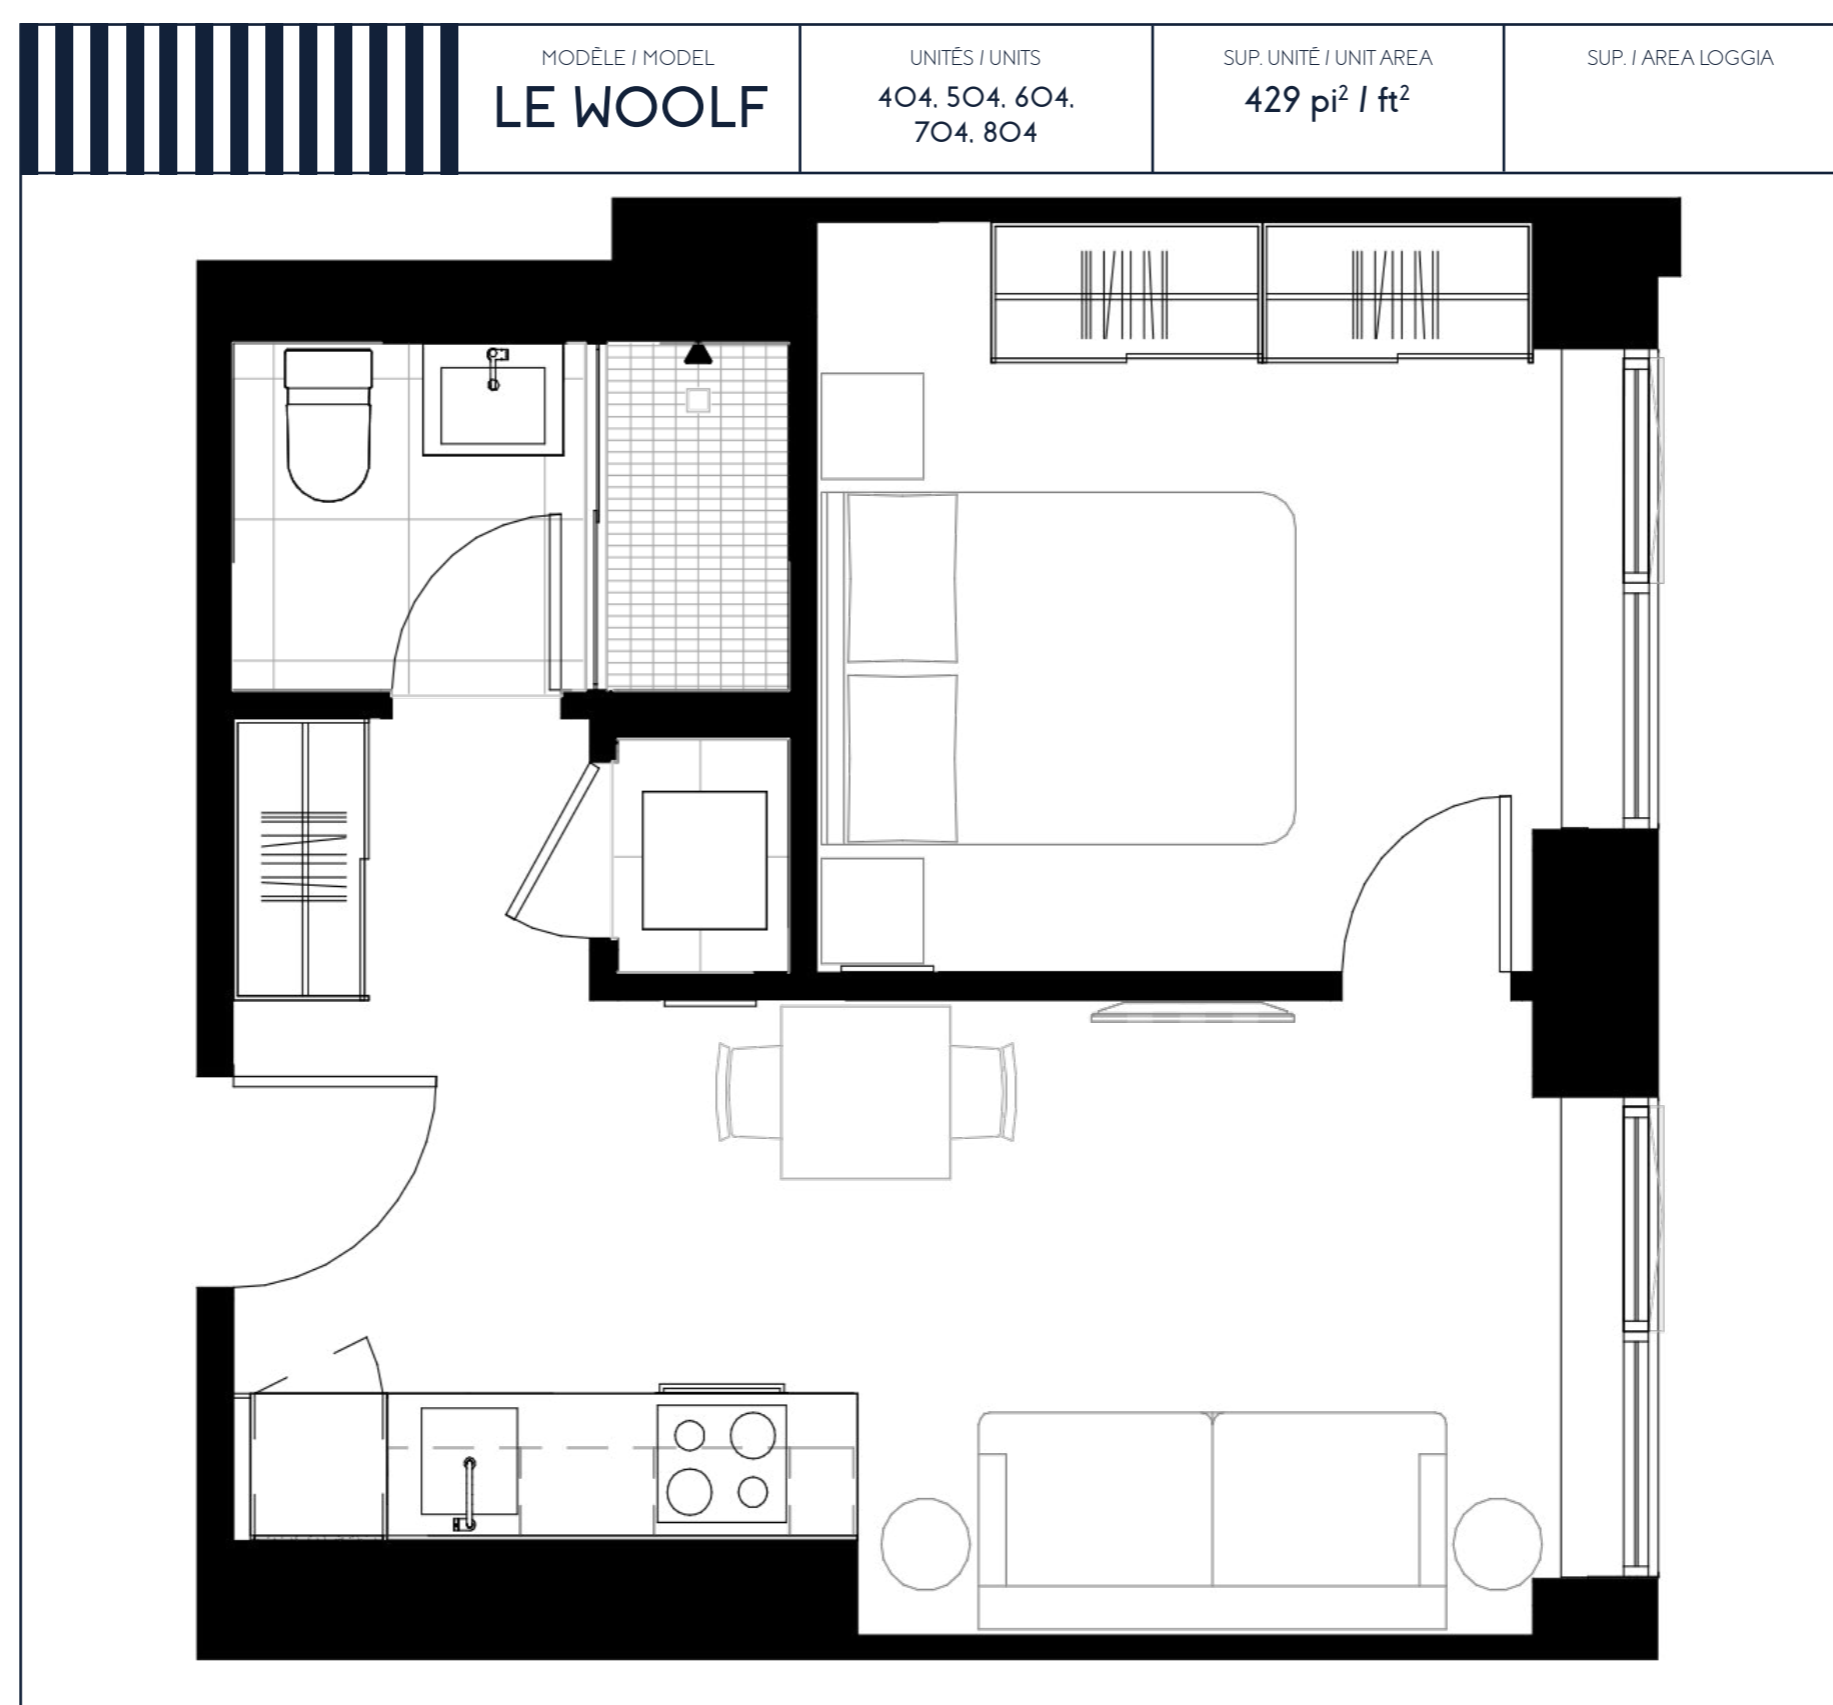 MODÈLE / MODEL
LE WOOLF
UNITÉS / UNITS
404, 504, 604,
704, 804
SUP. UNITÉ / UNIT AREA
429 pi² / ft²
SUP. / AREA LOGGIA